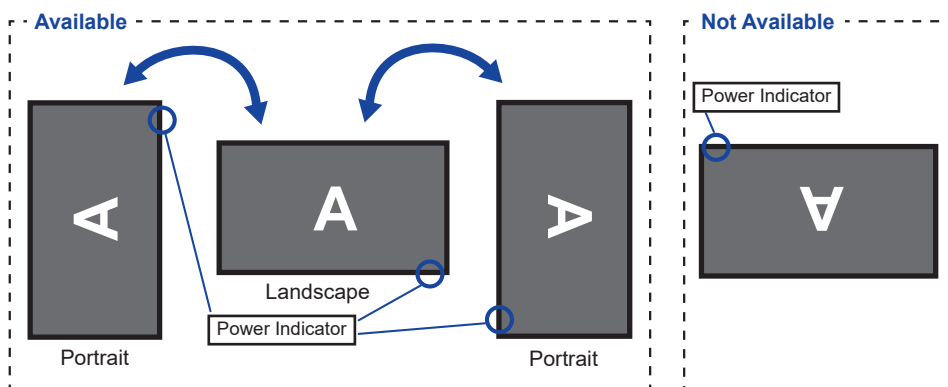 Available
Not Available
Power Indicator
A
A
A
A
Landscape
Power Indicator
Portrait
Portrait